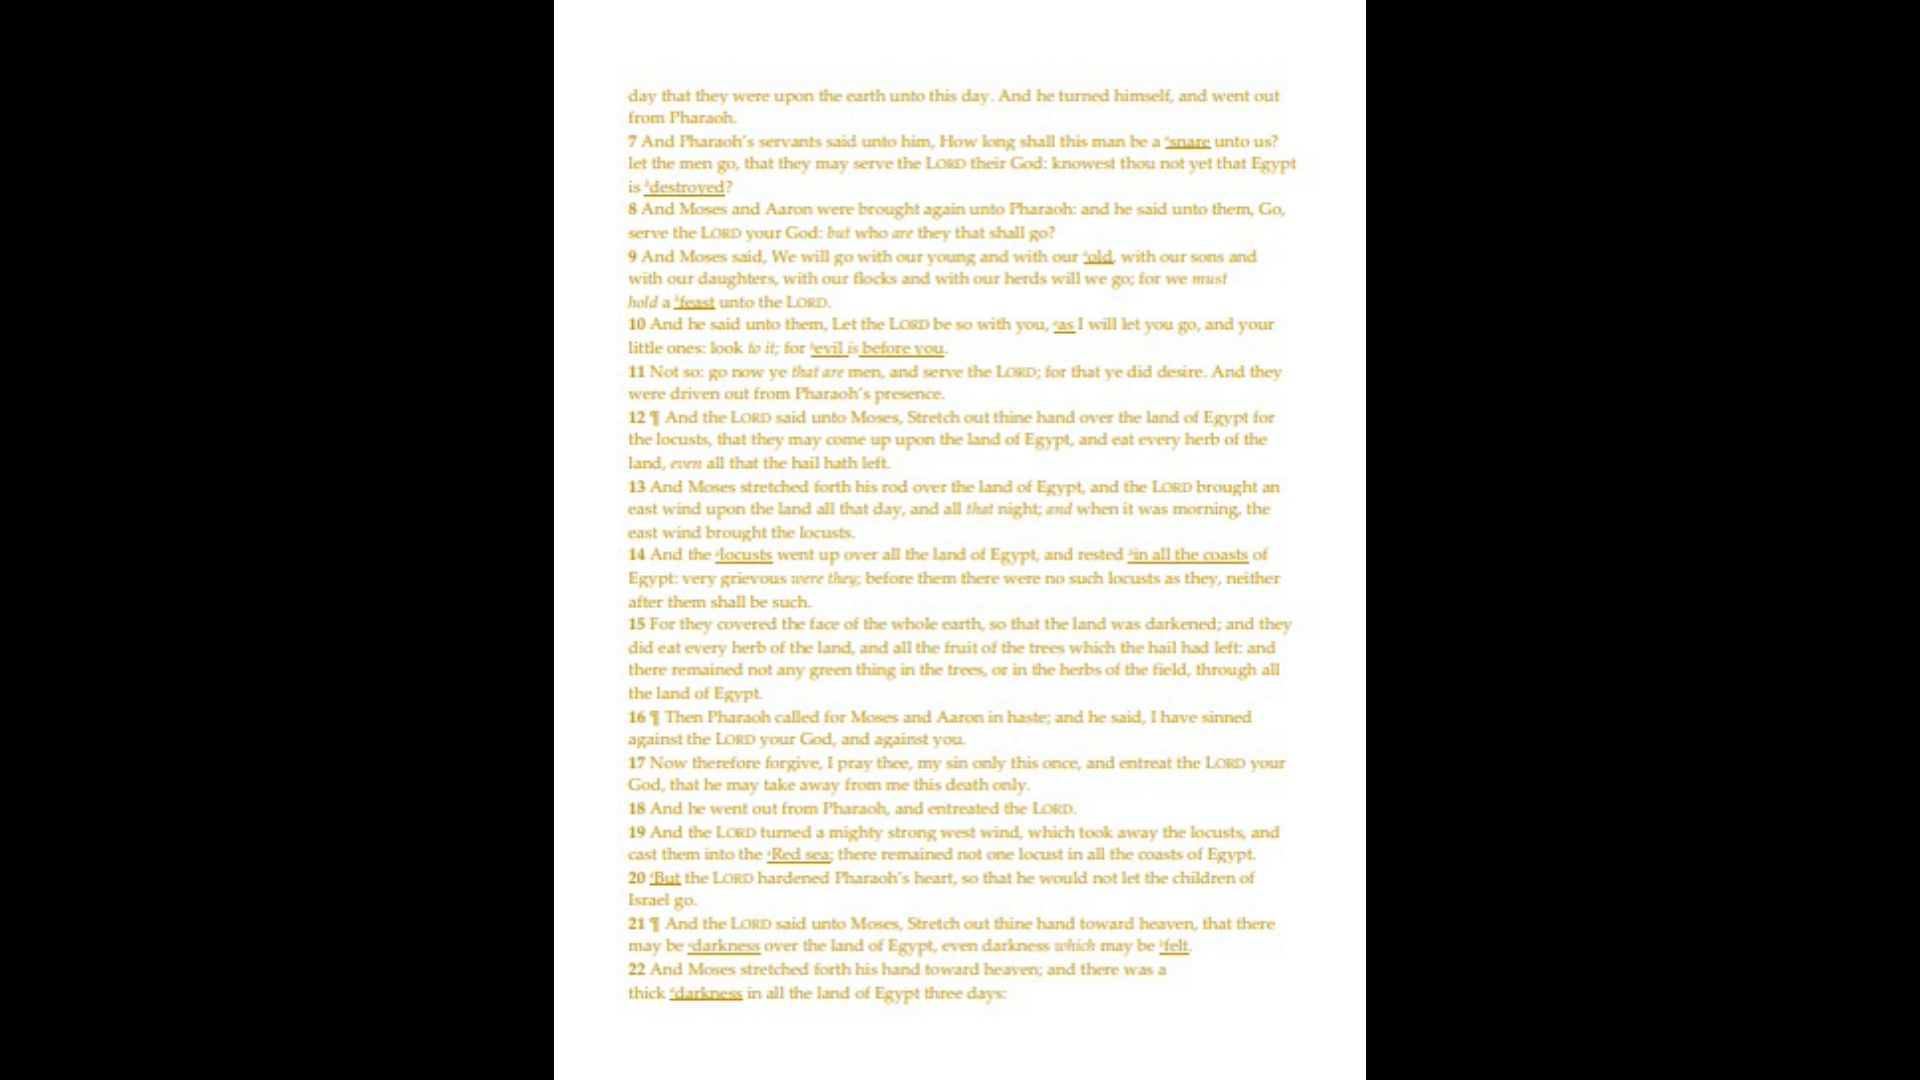 day that they were upon the earth unto this day. And he turned himself, and went out
from Pharaoh.
7 And Pharaoh's servants said unto him, How long shall this man be a ᵃsnare unto us?
let the men go, that they may serve the LORD their God: knowest thou not yet that Egypt
is ᵇdestroyed?
8 And Moses and Aaron were brought again unto Pharaoh: and he said unto them, Go,
serve the LORD your God: but who are they that shall go?
9 And Moses said, We will go with our young and with our ᵃold, with our sons and
with our daughters, with our flocks and with our herds will we go; for we must
hold a ᵇfeast unto the LORD.
10 And he said unto them, Let the LORD be so with you, ᵃas I will let you go, and your
little ones: look to it; for ᵇevil is before you.
11 Not so: go now ye that are men, and serve the LORD; for that ye did desire. And they
were driven out from Pharaoh's presence.
12 ¶ And the LORD said unto Moses, Stretch out thine hand over the land of Egypt for
the locusts, that they may come up upon the land of Egypt, and eat every herb of the
land, even all that the hail hath left.
13 And Moses stretched forth his rod over the land of Egypt, and the LORD brought an
east wind upon the land all that day, and all that night; and when it was morning, the
east wind brought the locusts.
14 And the ᵃlocusts went up over all the land of Egypt, and rested ᵇin all the coasts of
Egypt: very grievous were they; before them there were no such locusts as they, neither
after them shall be such.
15 For they covered the face of the whole earth, so that the land was darkened; and they
did eat every herb of the land, and all the fruit of the trees which the hail had left: and
there remained not any green thing in the trees, or in the herbs of the field, through all
the land of Egypt.
16 ¶ Then Pharaoh called for Moses and Aaron in haste; and he said, I have sinned
against the LORD your God, and against you.
17 Now therefore forgive, I pray thee, my sin only this once, and entreat the LORD your
God, that he may take away from me this death only.
18 And he went out from Pharaoh, and entreated the LORD.
19 And the LORD turned a mighty strong west wind, which took away the locusts, and
cast them into the ᵃRed sea; there remained not one locust in all the coasts of Egypt.
20 ᵃBut the LORD hardened Pharaoh's heart, so that he would not let the children of
Israel go.
21 ¶ And the LORD said unto Moses, Stretch out thine hand toward heaven, that there
may be ᵃdarkness over the land of Egypt, even darkness which may be ᵇfelt.
22 And Moses stretched forth his hand toward heaven; and there was a
thick ᵃdarkness in all the land of Egypt three days: